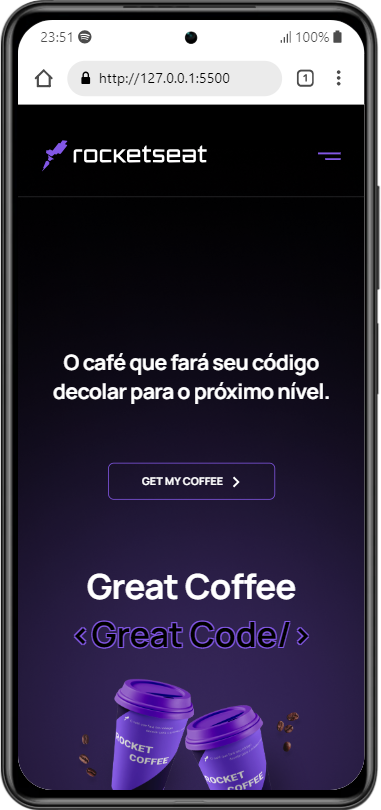 23:51 100%
http://127.0.0.1:5500 1
rocketseat
O café que fará seu código
decolar para o próximo nível.
GET MY COFFEE
Great Coffee
<Great Code/>
ROCKET
COFFEE
ROCKET
COFFEE